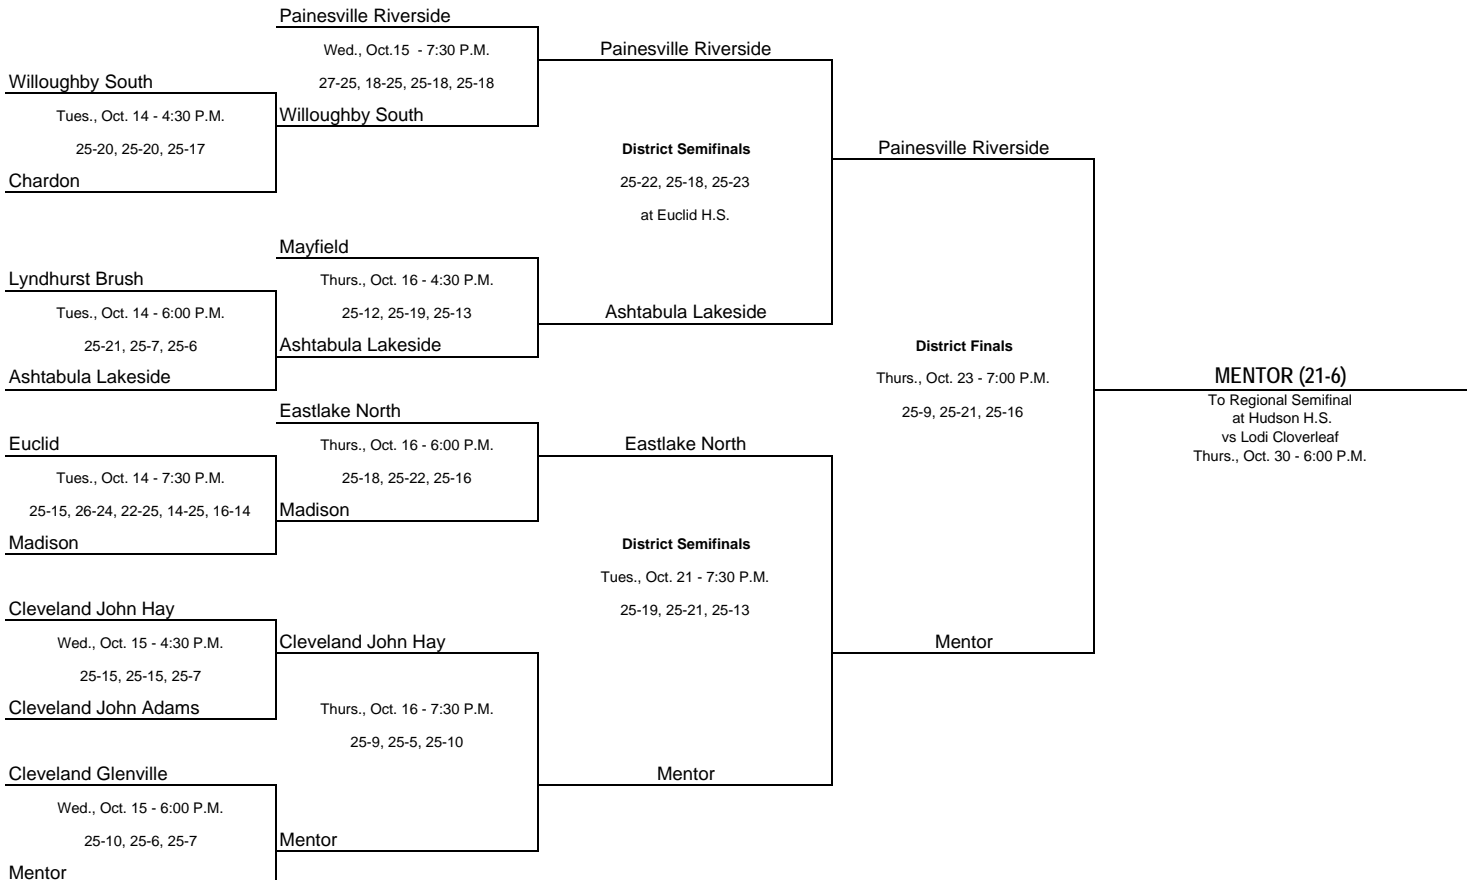 Painesville Riverside
Wed., Oct.15  - 7:30 P.M.
Painesville Riverside
Willoughby South
27-25, 18-25, 25-18, 25-18
Tues., Oct. 14 - 4:30 P.M.
Willoughby South
25-20, 25-20, 25-17
District Semifinals
Painesville Riverside
Chardon
25-22, 25-18, 25-23
at Euclid H.S.
Mayfield
Lyndhurst Brush
Thurs., Oct. 16 - 4:30 P.M.
Tues., Oct. 14 - 6:00 P.M.
25-12, 25-19, 25-13
Ashtabula Lakeside
25-21, 25-7, 25-6
Ashtabula Lakeside
District Finals
Ashtabula Lakeside
Thurs., Oct. 23 - 7:00 P.M.
MENTOR (21-6)
To Regional Semifinal
at Hudson H.S.
vs Lodi Cloverleaf
Thurs., Oct. 30 - 6:00 P.M.
Eastlake North
25-9, 25-21, 25-16
Euclid
Thurs., Oct. 16 - 6:00 P.M.
Eastlake North
Tues., Oct. 14 - 7:30 P.M.
25-18, 25-22, 25-16
25-15, 26-24, 22-25, 14-25, 16-14
Madison
Madison
District Semifinals
Tues., Oct. 21 - 7:30 P.M.
Cleveland John Hay
25-19, 25-21, 25-13
Wed., Oct. 15 - 4:30 P.M.
Cleveland John Hay
Mentor
25-15, 25-15, 25-7
Cleveland John Adams
Thurs., Oct. 16 - 7:30 P.M.
25-9, 25-5, 25-10
Cleveland Glenville
Mentor
Wed., Oct. 15 - 6:00 P.M.
25-10, 25-6, 25-7
Mentor
Mentor